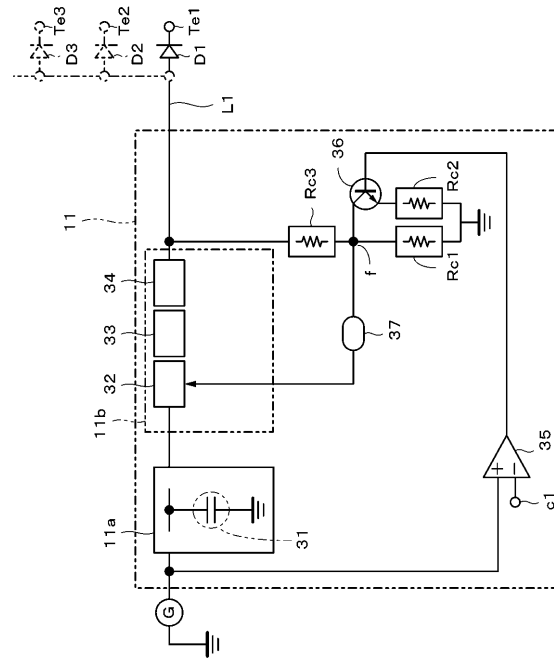 Te3
Te2
Te1
D3
D2
D1
L1
11
36
Rc3
Rc2
Rc1
f
34
33
32
37
11b
11a
31
35
+
−
c1
G